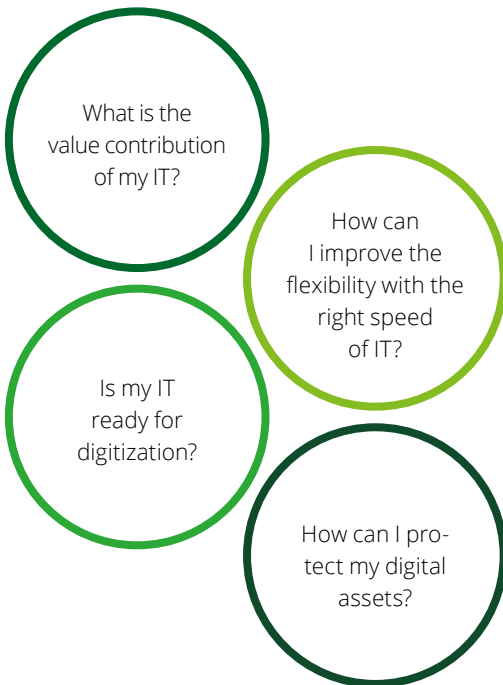 What is the
value contribution
of my IT?
How can
I improve the
flexibility with the
right speed
of IT?
Is my IT
ready for
digitization?
How can I pro-
tect my digital
assets?